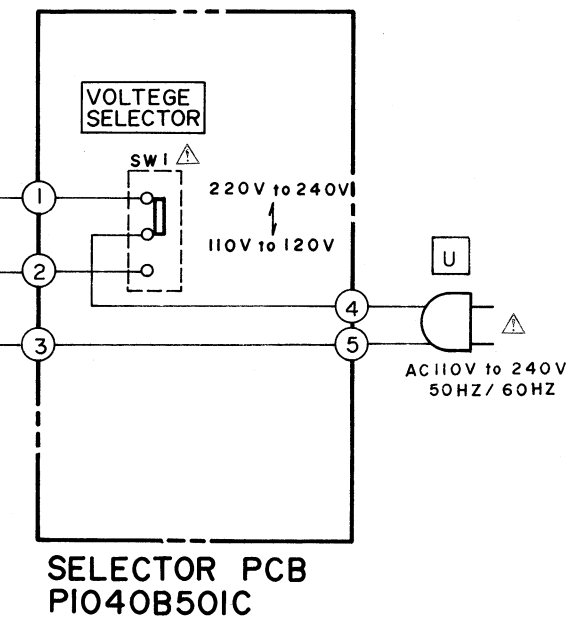 VOLTEGE
SELECTOR
SW1 ⚠
220V to 240V
110V to 120V
1
2
3
4
5
U
⚠
AC110V to 240V
50HZ/60HZ
SELECTOR PCB
P1040B501C